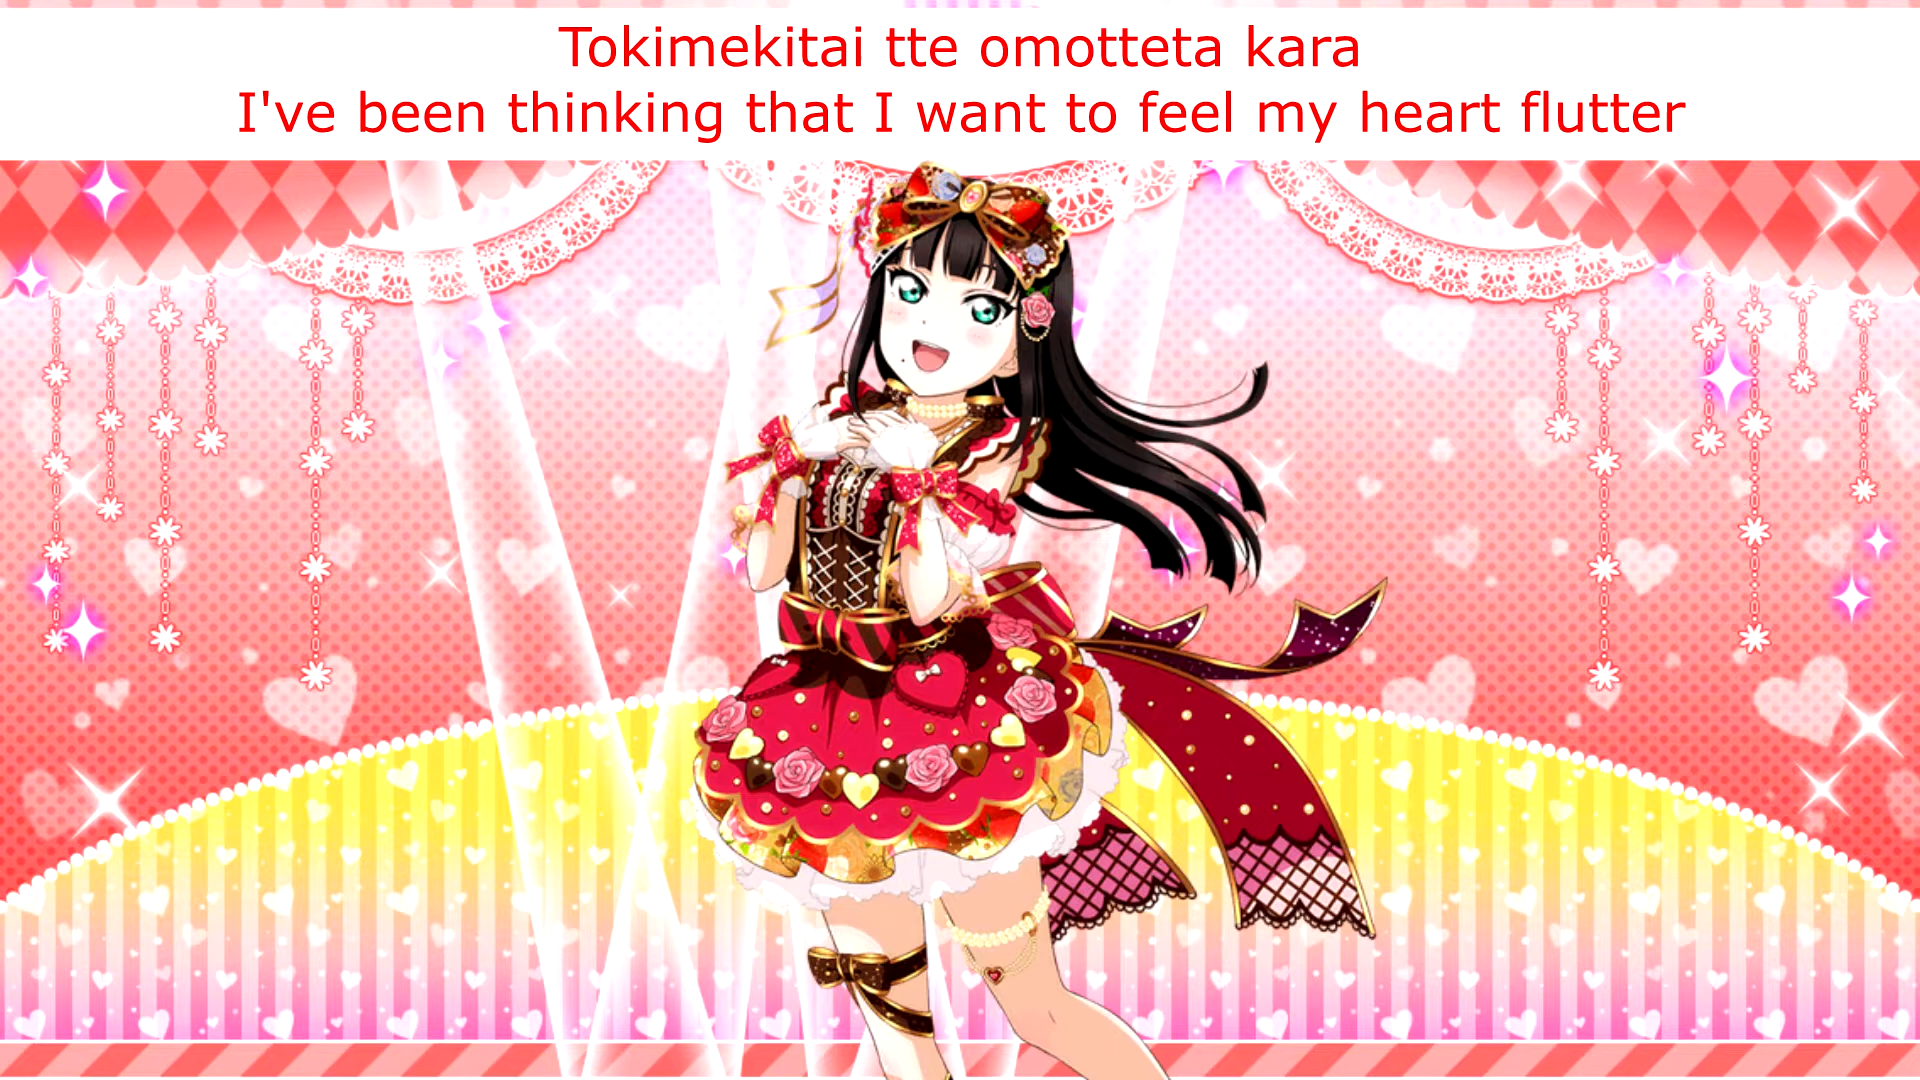 Tokimekitai tte omotteta kara
I've been thinking that I want to feel my heart flutter